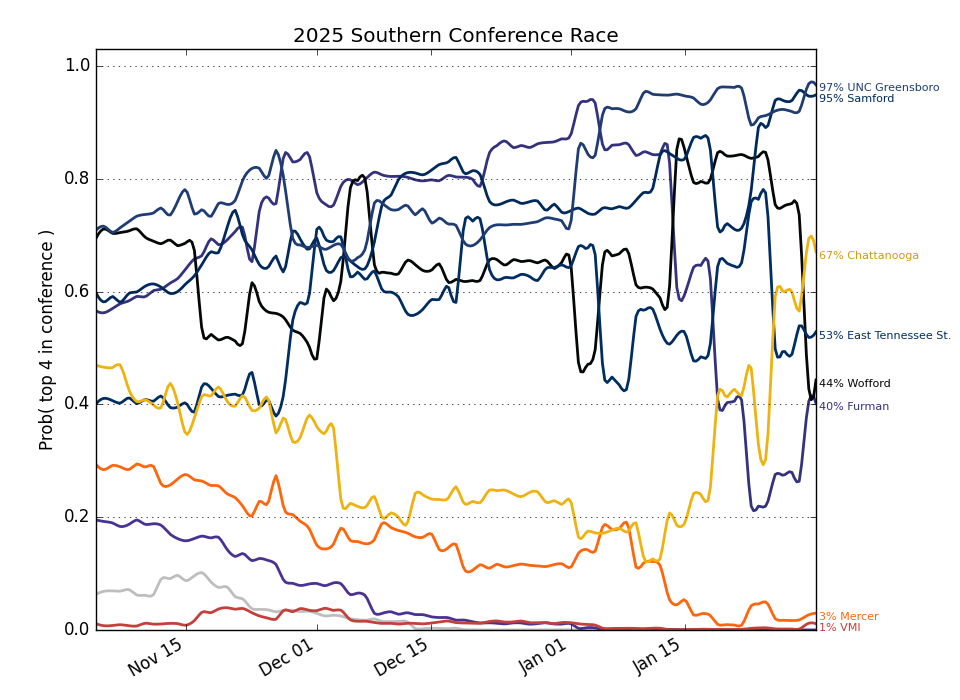 2025 Southern Conference Race
Prob( top 4 in conference )
1.0
0.8
0.6
0.4
0.2
0.0
Nov 15
Dec 01
Dec 15
Jan 01
Jan 15
97% UNC Greensboro
95% Samford
67% Chattanooga
53% East Tennessee St.
44% Wofford
40% Furman
3% Mercer
1% VMI